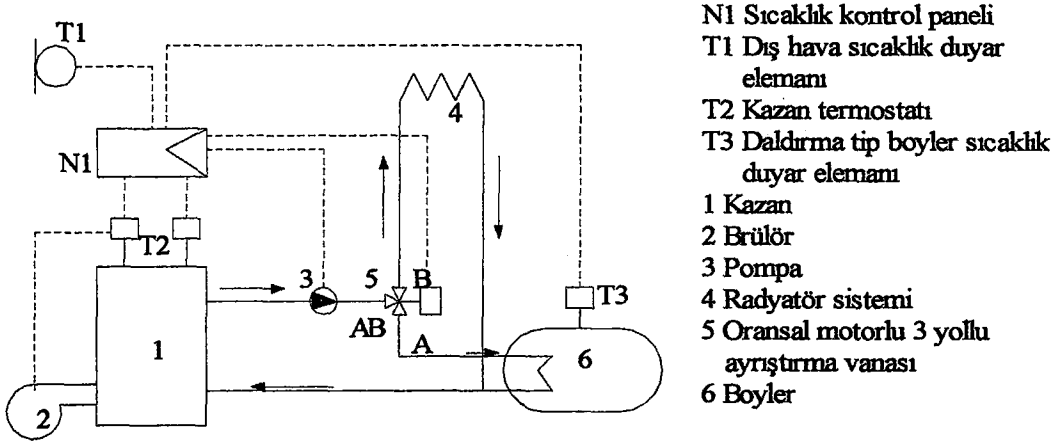 T1
N1
T2
3
5
B
AB
A
4
T3
1
2
6
N1 Sıcaklık kontrol paneli
T1 Dış hava sıcaklık duyar
elemanı
T2 Kazan termostatı
T3 Daldırma tip boyler sıcaklık
duyar elemanı
1 Kazan
2 Brülör
3 Pompa
4 Radyatör sistemi
5 Oransal motorlu 3 yollu
ayrıştırma vanası
6 Boyler